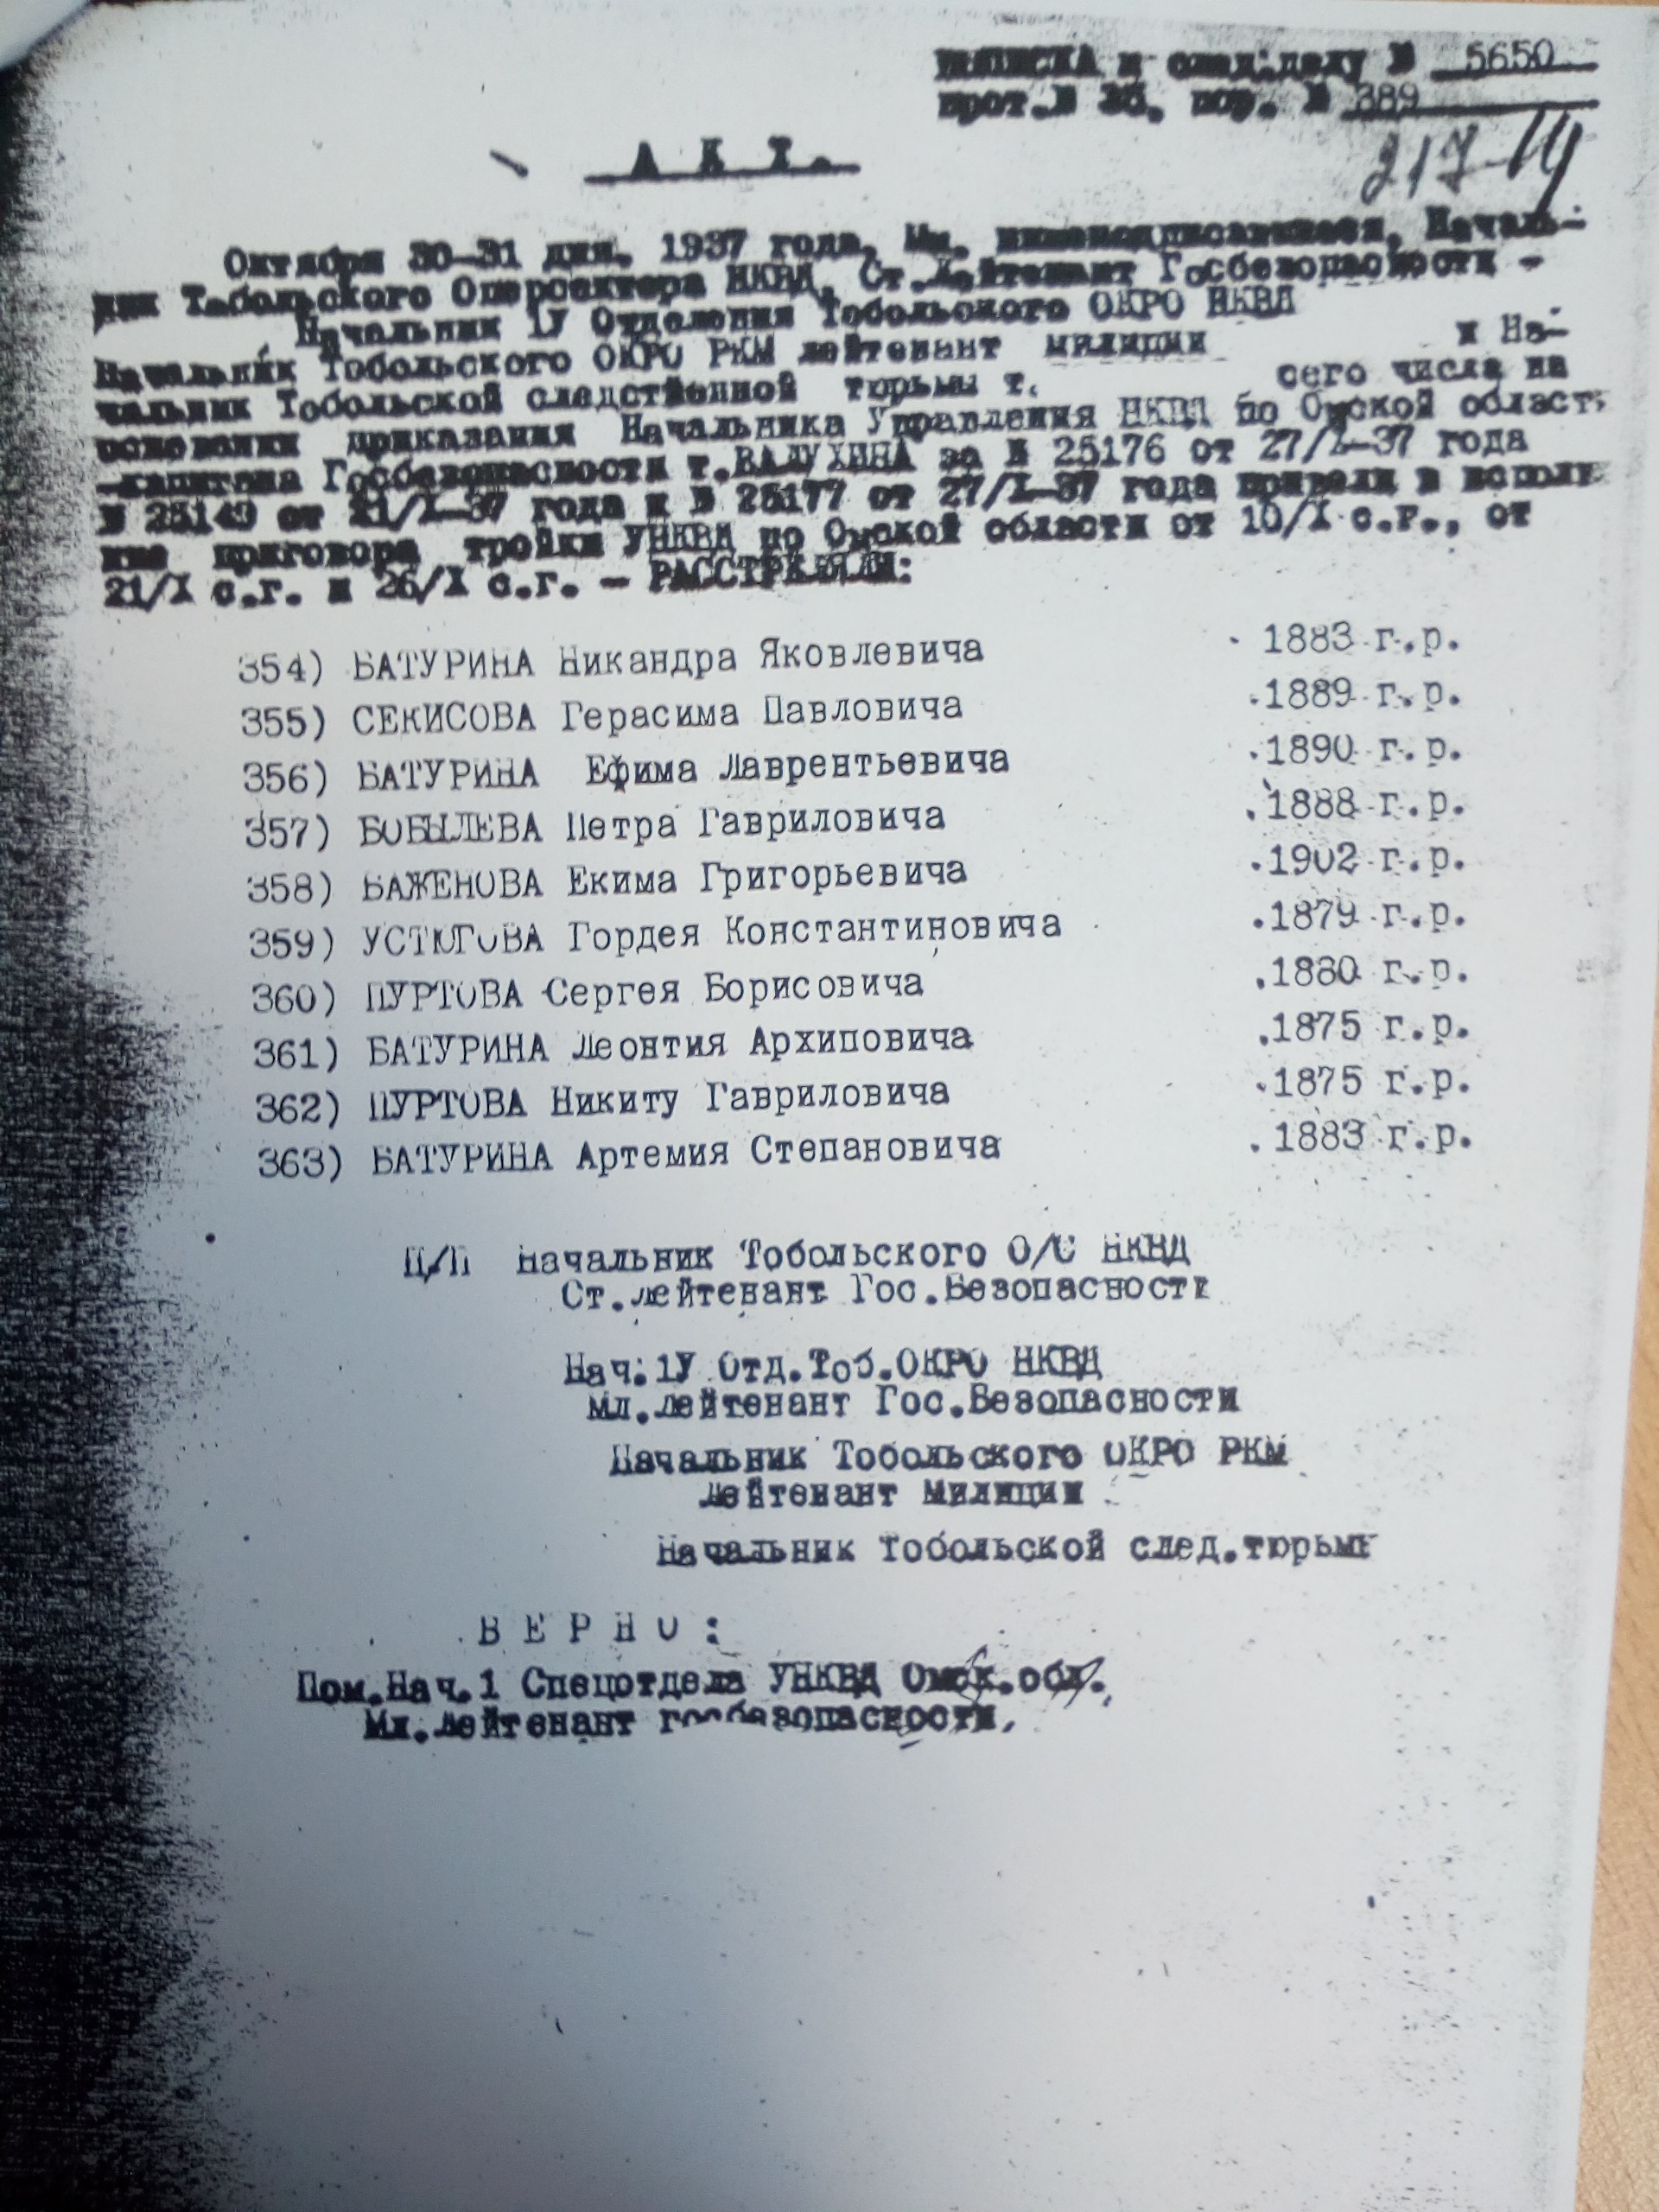 ВЫПИСКА к след.делу № 5650
прот.№ 3б, пор. № 389
217 14
А К Т.
Октября 30-31 дня, 1937 года, Мы, нижеподписавшиеся, Началь-
ник Тобольского Оперсектора НКВД, Ст.Лейтенант Госбезопасности -
Начальник 1У Отделения Тобольского ОКРО НКВД
Начальник Тобольского ОКРО РКМ лейтенант милиции и На-
чальник Тобольской следственной тюрьмы т. сего числа на
основании приказания Начальника Управления НКВД по Омской област.
-капитана Госбезопасности т.ВАЛУХИНА за № 25176 от 27/Х-37 года
№ 25149 от 21/Х-37 года и № 25177 от 27/Х-37 года привели в исполн
ние приговора тройки УНКВД по Омской области от 10/Х с.г., от
21/Х с.г. и 26/Х с.г. - РАССТРЕЛЯЛИ:
354) БАТУРИНА Никандра Яковлевича 1883 г.р.
355) СЕКИСОВА Герасима Павловича 1889 г.р.
356) БАТУРИНА Ефима Лаврентьевича 1890 г.р.
357) БОБЫЛЕВА Петра Гавриловича 1888 г.р.
358) БАЖЕНОВА Екима Григорьевича 1902 г.р.
359) УСТЮГОВА Гордея Константиновича 1879 г.р.
360) ПУРТОВА Сергея Борисовича 1880 г.р.
361) БАТУРИНА Леонтия Архиповича 1875 г.р.
362) ПУРТОВА Никиту Гавриловича 1875 г.р.
363) БАТУРИНА Артемия Степановича 1883 г.р.
П/П Начальник Тобольского О/С НКВД
Ст.лейтенант Гос.Безопасности
Нач.1У Отд.Тоб.ОКРО НКВД
Мл.лейтенант Гос.Безопасности
Начальник Тобольского ОКРО РКМ
лейтенант Милиции
Начальник Тобольской след.тюрьмы
В Е Р Н О :
Пом.Нач.1 Спецотдела УНКВД Омск.обл.
Мл.лейтенант госбезопасности,